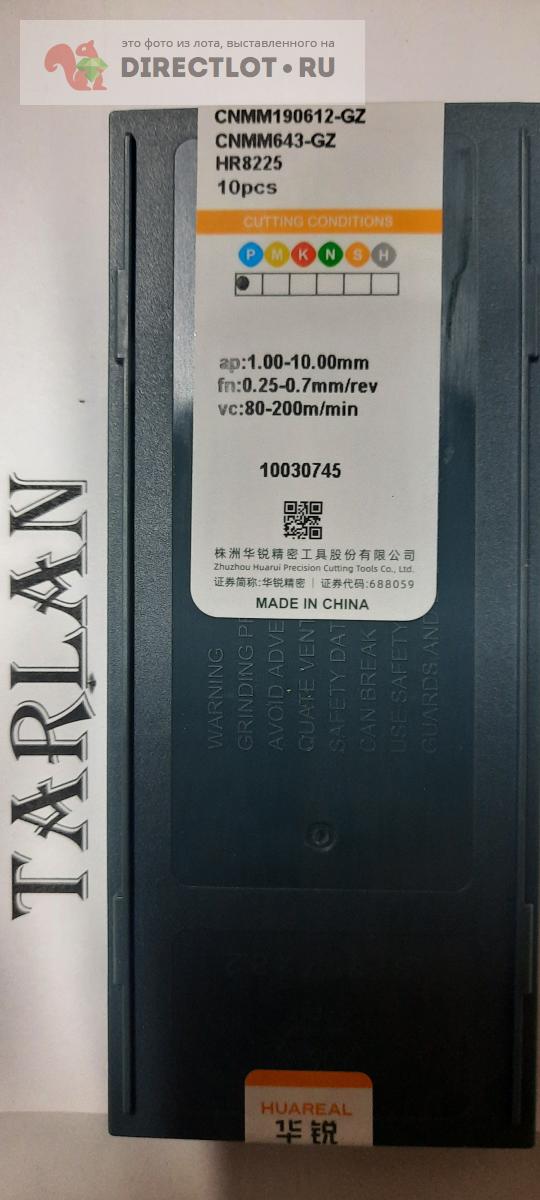 это фото из лота, выставленного на
DIRECTLOT•RU
CNMM190612-GZ
CNMM643-GZ
HR8225
10pcs
CUTTING CONDITIONS
P M K N S H
ap:1.00-10.00mm
fn:0.25-0.7mm/rev
vc:80-200m/min
10030745
株洲华锐精密工具股份有限公司
Zhuzhou Huarui Precision Cutting Tools Co., Ltd.
证券简称:华锐精密 | 证券代码:688059
MADE IN CHINA
WARNING
GRINDING
AVOID
QUATE
SAFETY
CAN BREAK
USE SAFETY
GUARDS AND
TARLAN
HUAREAL
华锐